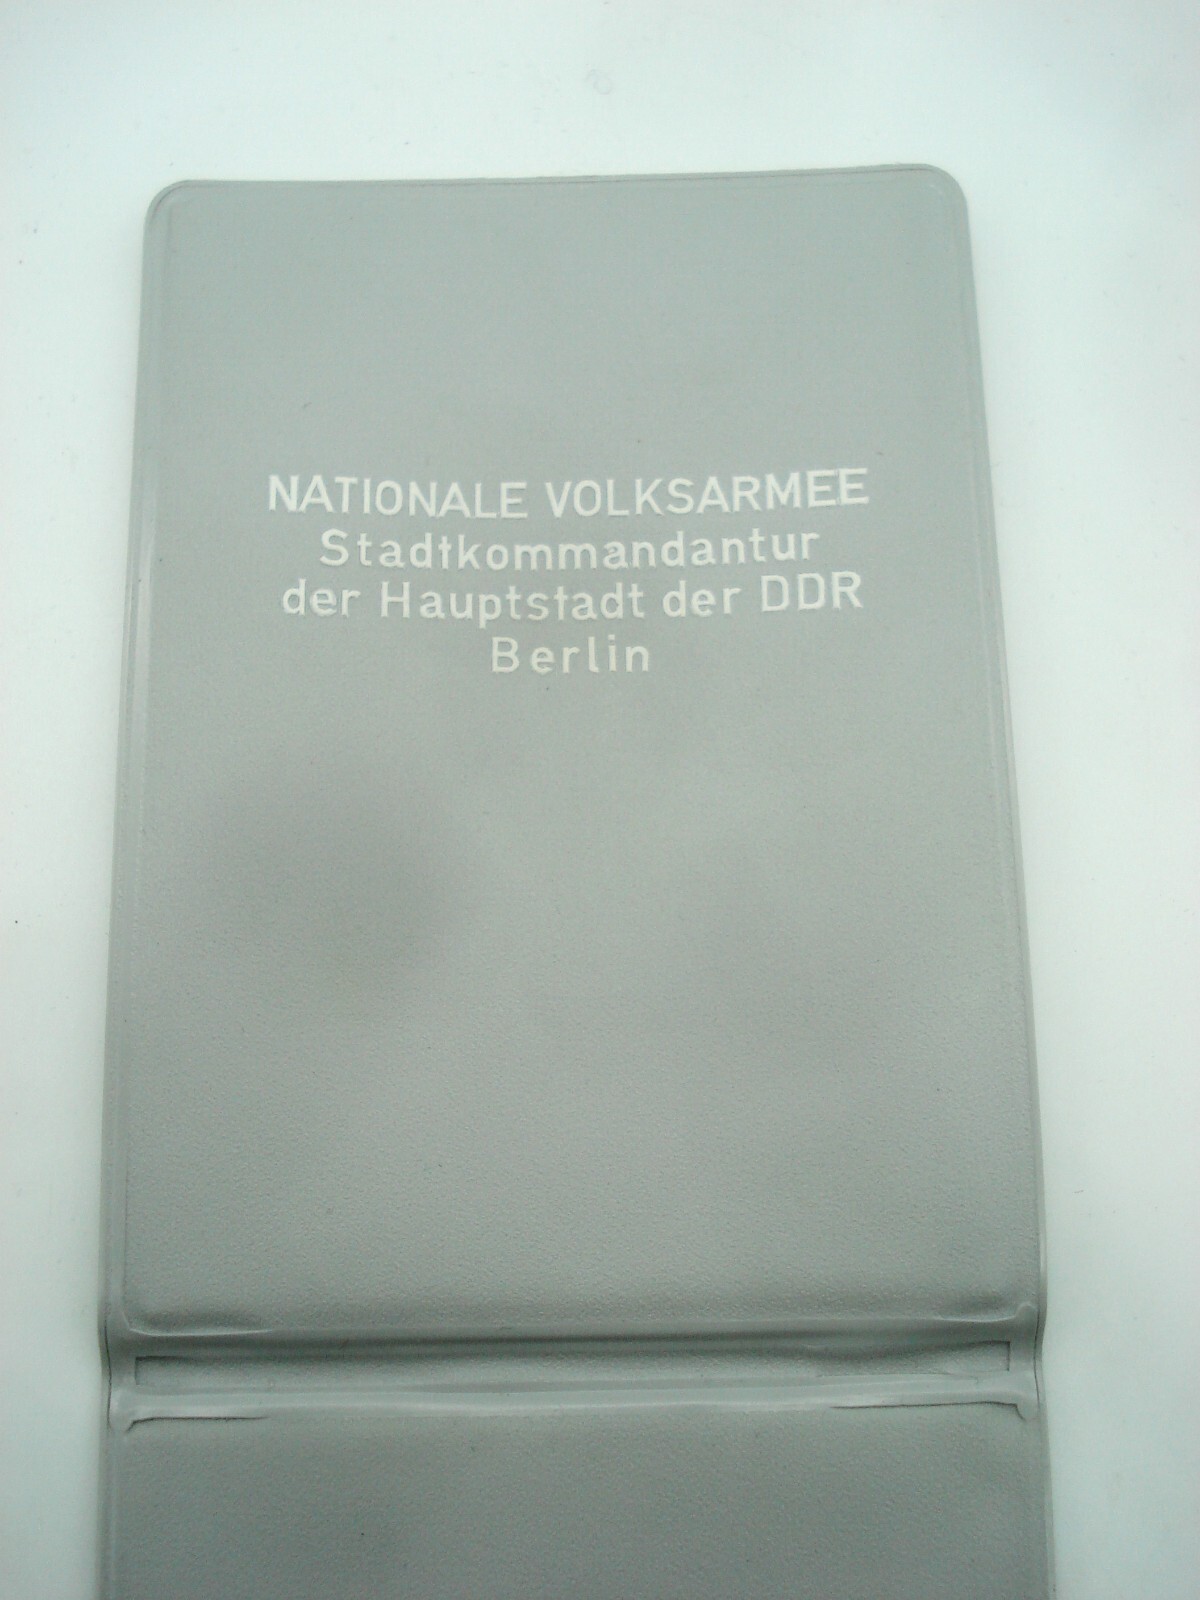 NATIONALE VOLKSARMEE
Stadtkommandantur
der Hauptstadt der DDR
Berlin